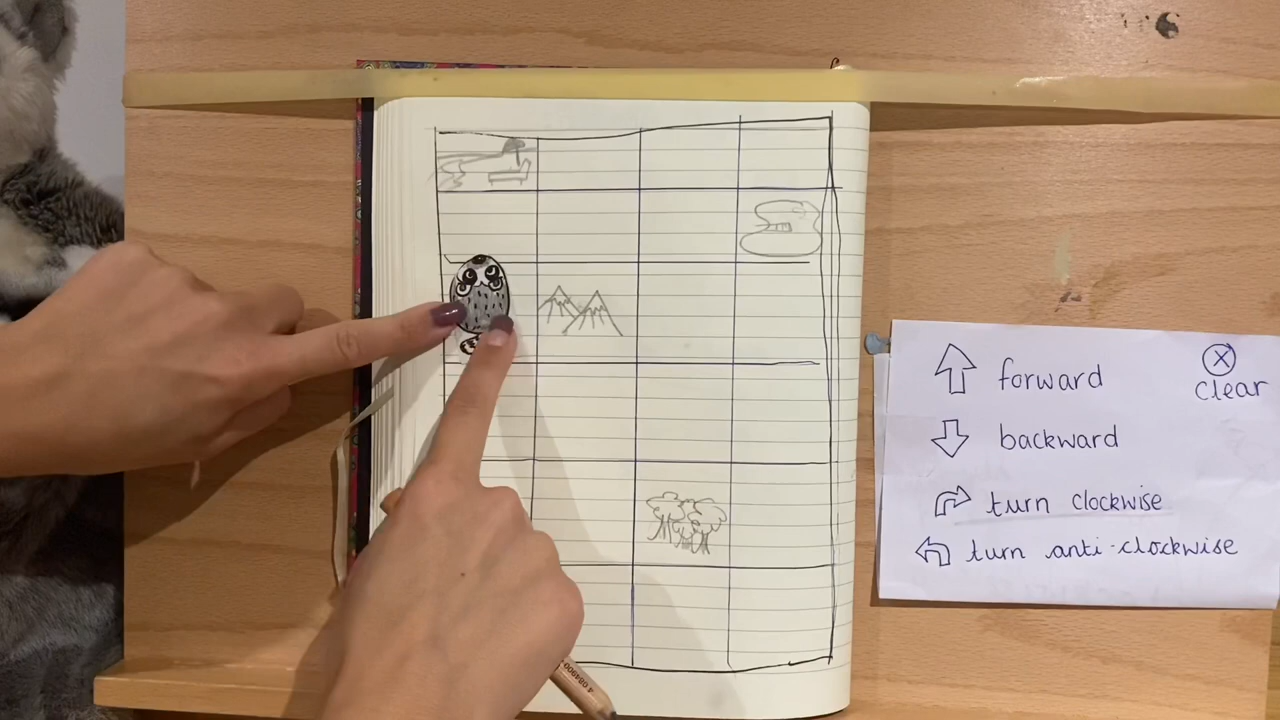 forward
clear
backward
turn clockwise
turn anti-clockwise